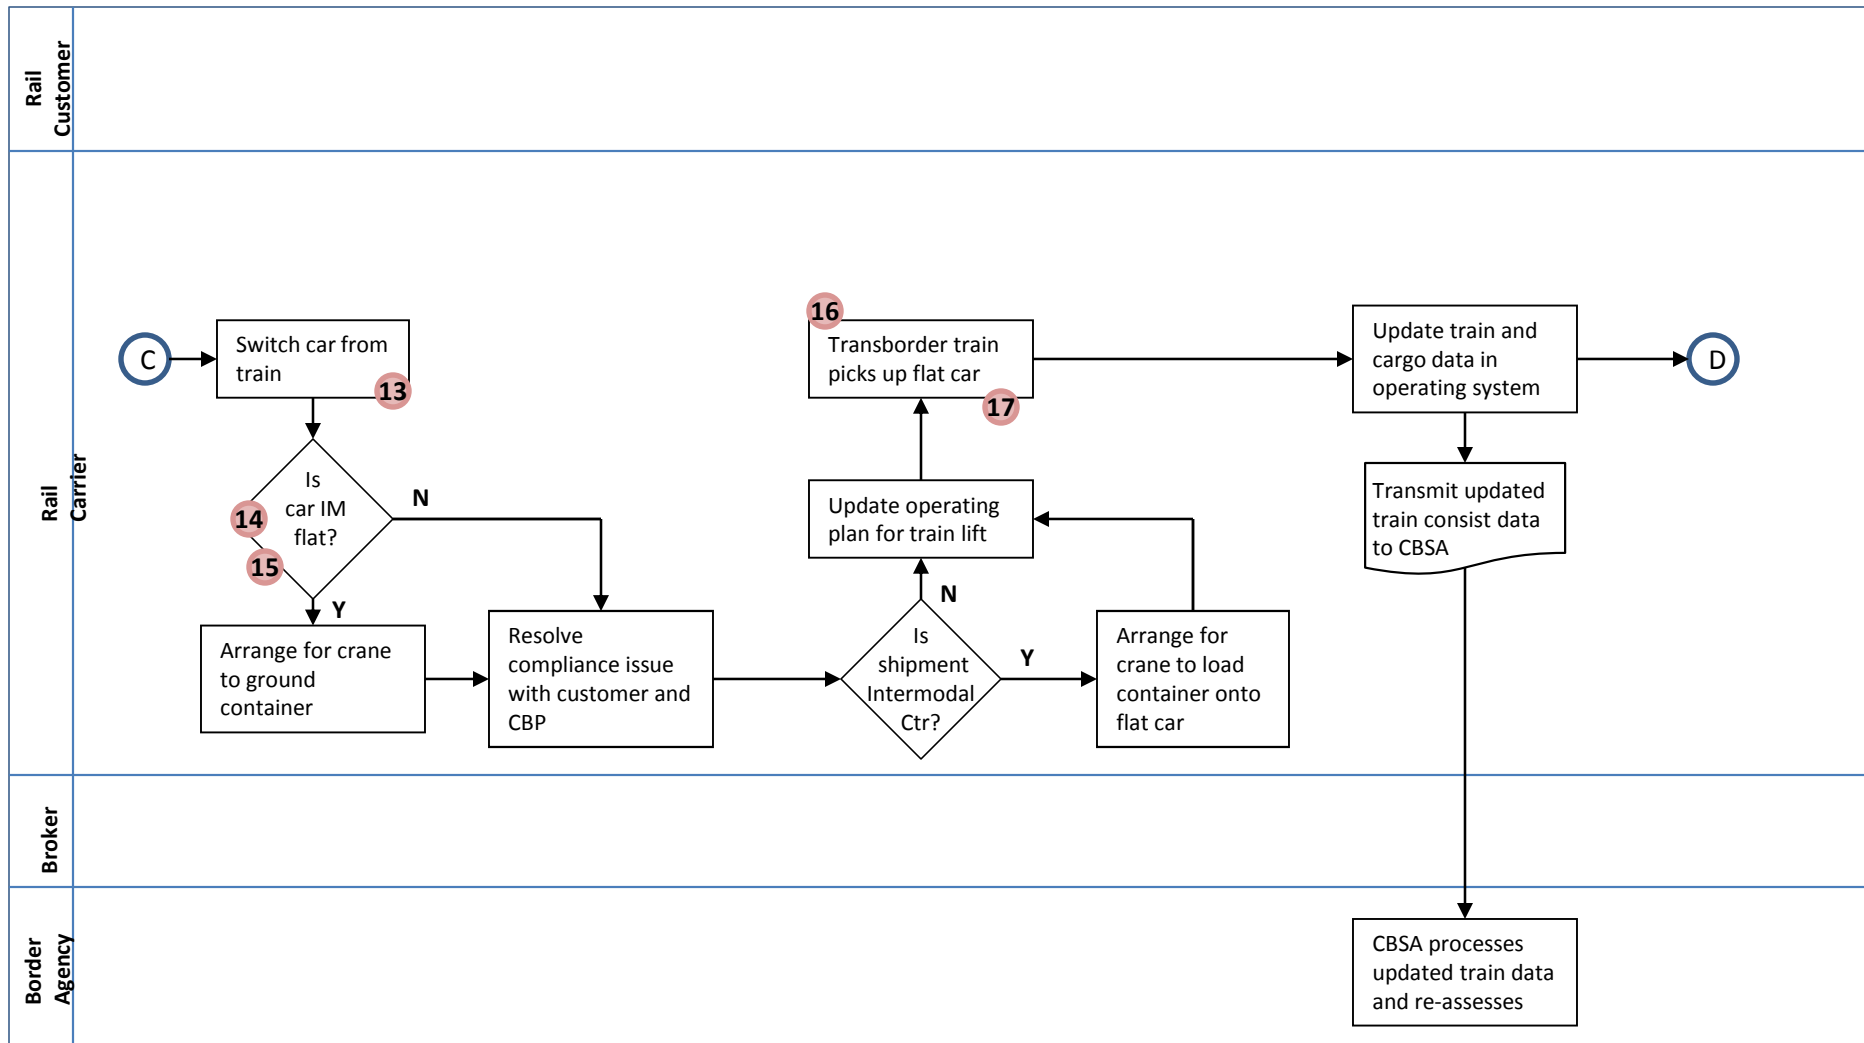 Rail
Customer
Rail
Carrier
C
Switch car from
train
13
Is
car IM
flat?
14
15
N
Y
Arrange for crane
to ground
container
Resolve
compliance issue
with customer and
CBP
16
Transborder train
picks up flat car
17
Update operating
plan for train lift
N
Is
shipment
Intermodal
Ctr?
Y
Arrange for
crane to load
container onto
flat car
Update train and
cargo data in
operating system
D
Transmit updated
train consist data
to CBSA
Broker
Border
Agency
CBSA processes
updated train data
and re-assesses